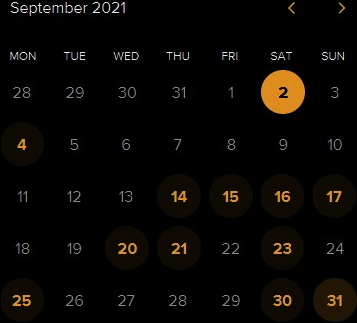 September 2021
MON TUE WED THU FRI SAT SUN
28 29 30 31 1 2 3
4 5 6 7 8 9 10
11 12 13 14 15 16 17
18 19 20 21 22 23 24
25 26 27 28 29 30 31